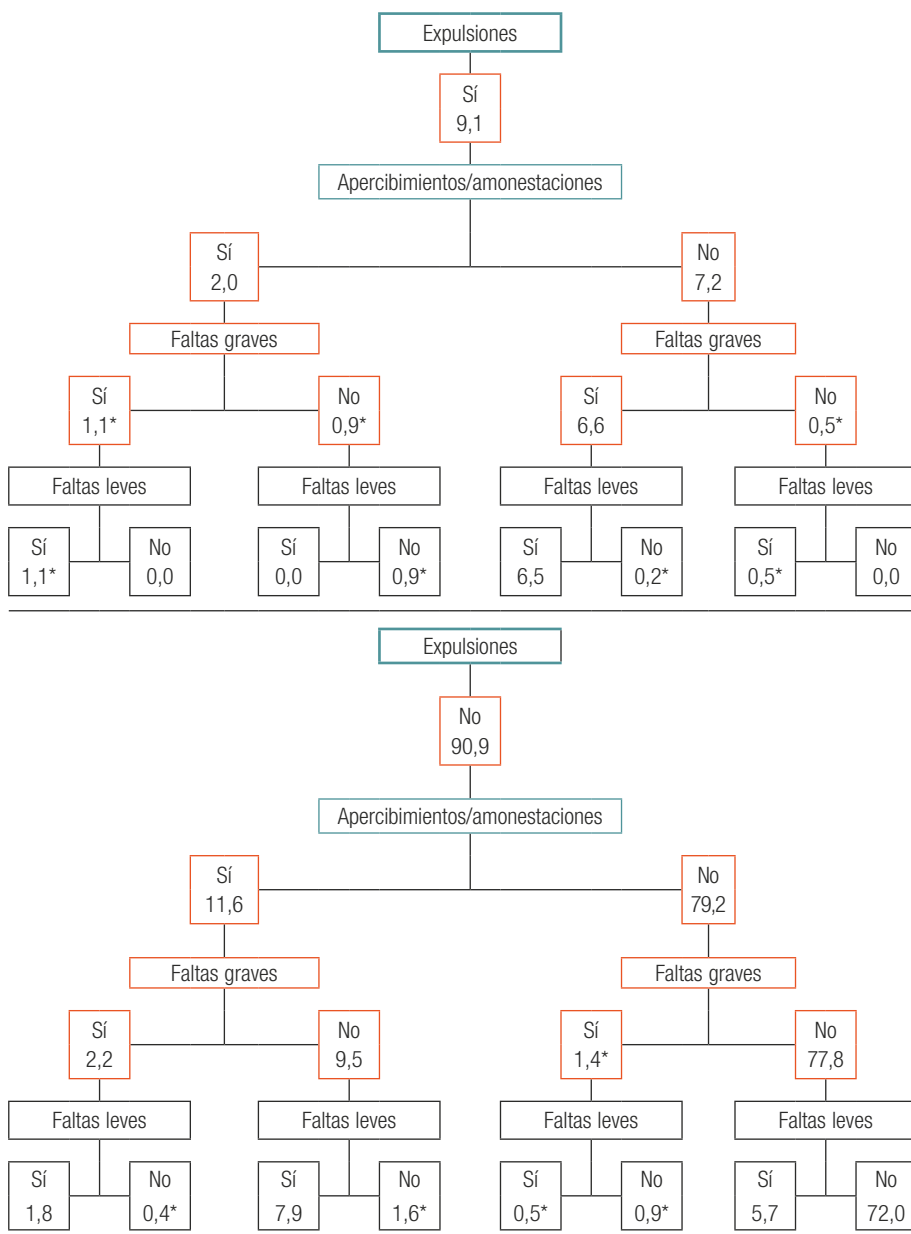 Expulsiones
Sí
9,1
Apercibimientos/amonestaciones
Sí
2,0
No
7,2
Faltas graves
Faltas graves
Sí
1,1*
No
0,9*
Sí
6,6
No
0,5*
Faltas leves
Faltas leves
Faltas leves
Faltas leves
Sí
1,1*
No
0,0
Sí
0,0
No
0,9*
Sí
6,5
No
0,2*
Sí
0,5*
No
0,0
Expulsiones
No
90,9
Apercibimientos/amonestaciones
Sí
11,6
No
79,2
Faltas graves
Faltas graves
Sí
2,2
No
9,5
Sí
1,4*
No
77,8
Faltas leves
Faltas leves
Faltas leves
Faltas leves
Sí
1,8
No
0,4*
Sí
7,9
No
1,6*
Sí
0,5*
No
0,9*
Sí
5,7
No
72,0